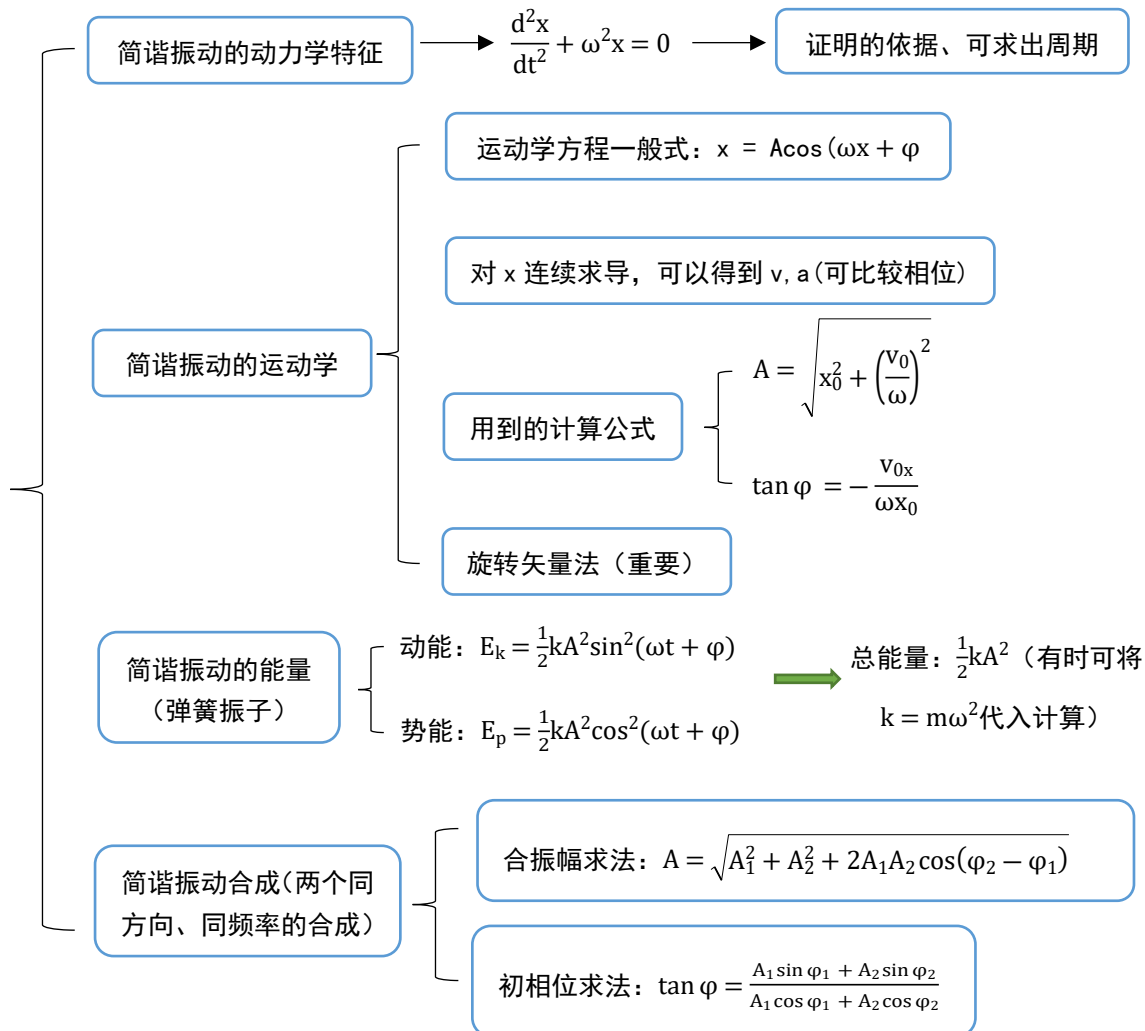 简谐振动的动力学特征
d²x/dt² + ω²x = 0
证明的依据、可求出周期
运动学方程一般式：x = Acos(ωx + φ
对 x 连续求导，可以得到 v,a(可比较相位)
简谐振动的运动学
A = √(x₀² + (v₀/ω)²)
用到的计算公式
tan φ = − v₀ₓ/ωx₀
旋转矢量法（重要）
简谐振动的能量
（弹簧振子）
动能：Eₖ = ½kA²sin²(ωt + φ)
势能：Eₚ = ½kA²cos²(ωt + φ)
总能量：½kA²（有时可将
k = mω²代入计算）
简谐振动合成(两个同
方向、同频率的合成)
合振幅求法：A = √(A₁² + A₂² + 2A₁A₂cos(φ₂ − φ₁))
初相位求法：tan φ = (A₁ sin φ₁ + A₂ sin φ₂)/(A₁ cos φ₁ + A₂ cos φ₂)